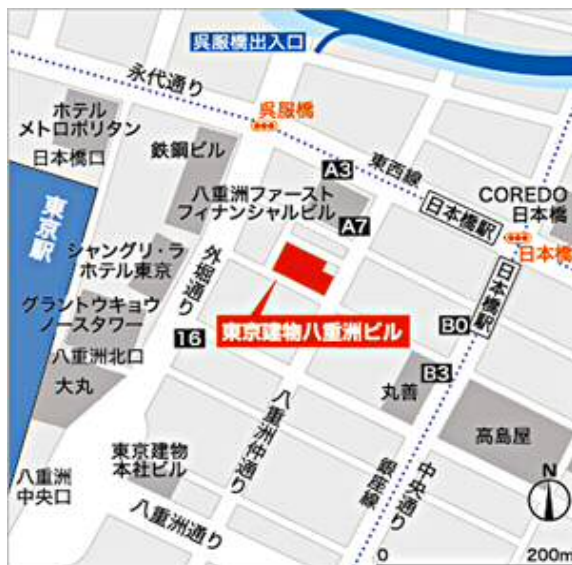 呉服橋出入口
永代通り
呉服橋
ホテル
メトロポリタン
日本橋口
鉄鋼ビル
A3
東西線
八重洲ファースト
フィナンシャルビル
A7
日本橋駅
COREDO
日本橋
日本橋
東京駅
シャングリ・ラ
ホテル東京
外堀通り
日本橋駅
グラントウキョウ
ノースタワー
16
東京建物八重洲ビル
B0
八重洲北口
大丸
丸善
B3
高島屋
八重洲仲通り
東京建物
本社ビル
八重洲
中央口
八重洲通り
銀座線
中央通り
N
0 200m